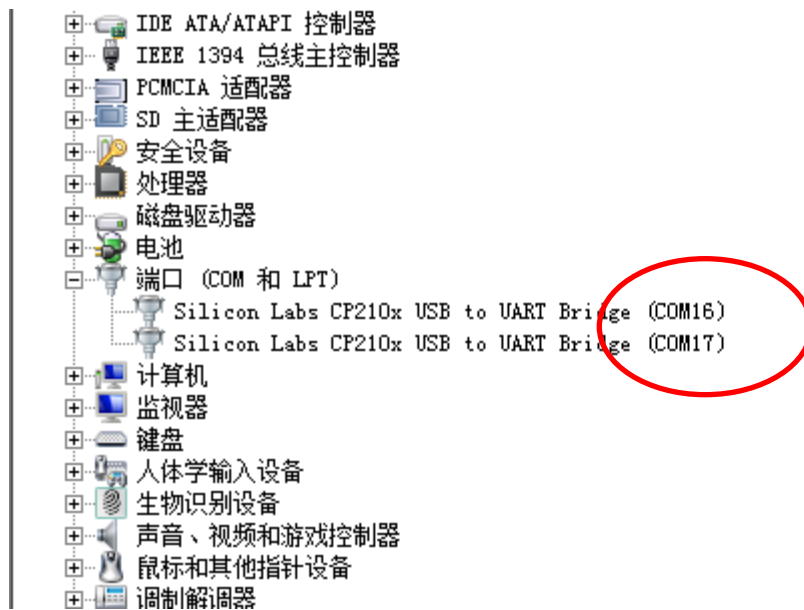 IDE ATA/ATAPI 控制器
IEEE 1394 总线主控制器
PCMCIA 适配器
SD 主适配器
安全设备
处理器
磁盘驱动器
电池
端口 (COM 和 LPT)
Silicon Labs CP210x USB to UART Bridge (COM16)
Silicon Labs CP210x USB to UART Bridge (COM17)
计算机
监视器
键盘
人体学输入设备
生物识别设备
声音、视频和游戏控制器
鼠标和其他指针设备
调制解调器